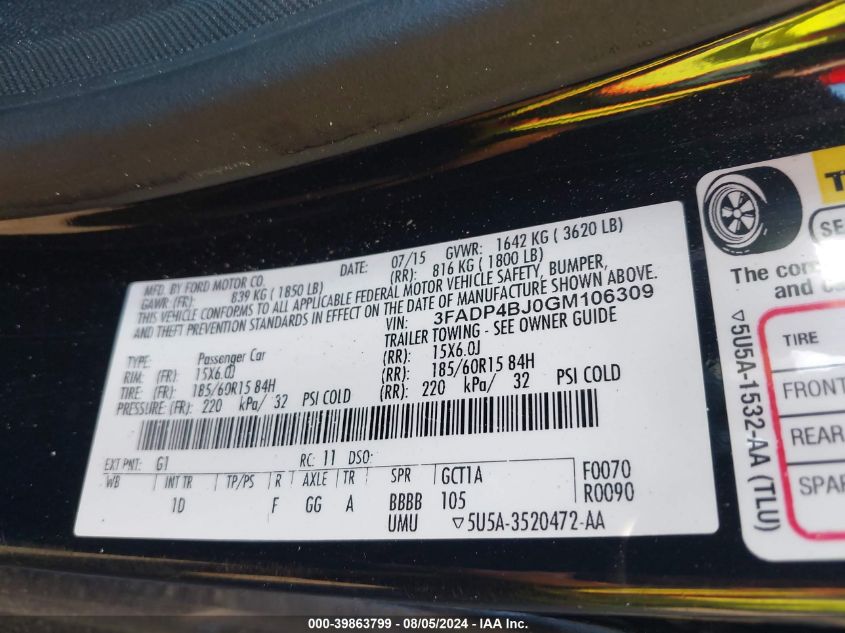 MFD. BY FORD MOTOR CO.
DATE: 07/15 GVWR: 1642 KG ( 3620 LB)
GAWR: (FR): 839 KG ( 1850 LB) (RR): 816 KG ( 1800 LB)
THIS VEHICLE CONFORMS TO ALL APPLICABLE FEDERAL MOTOR VEHICLE SAFETY, BUMPER,
AND THEFT PREVENTION STANDARDS IN EFFECT ON THE DATE OF MANUFACTURE SHOWN ABOVE.
VIN: 3FADP4BJ0GM106309
TYPE: Passenger Car TRAILER TOWING - SEE OWNER GUIDE
RIM: (FR): 15X6.0J (RR): 15X6.0J
TIRE: (FR): 185/60R15 84H (RR): 185/60R15 84H
PRESSURE: (FR): 220 kPa/ 32 PSI COLD (RR): 220 kPa/ 32 PSI COLD
EXT PNT: G1 RC: 11 DSO:
WB INT TR TP/PS R AXLE TR SPR GCT1A F0070
1D F GG A BBBB 105 R0090
UMU ▽5U5A-3520472-AA
T
SE
The con
and c
TIRE
FRONT
REAR
SPAR
▽5U5A-1532-AA (TLU)
000-39863799 - 08/05/2024 - IAA Inc.